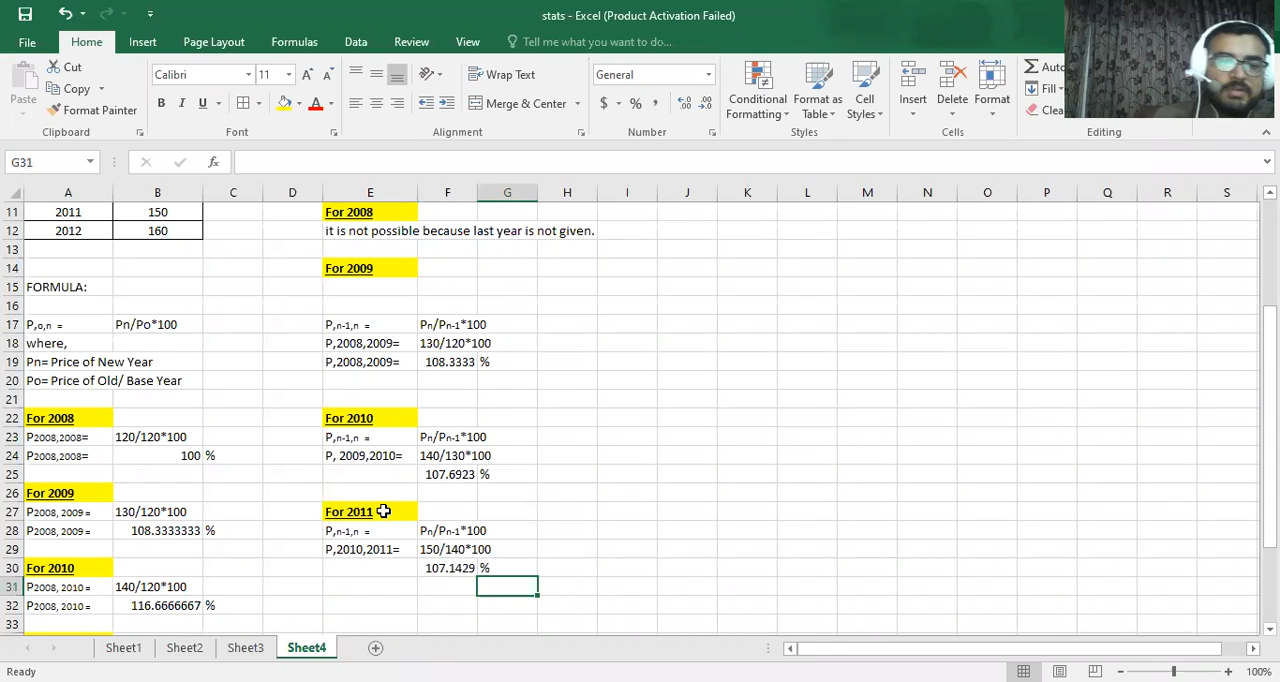 stats - Excel (Product Activation Failed)
File Home Insert Page Layout Formulas Data Review View Tell me what you want to do...
Paste Cut Copy Format Painter
Calibri 11 Wrap Text Merge & Center General
B I U A $ % ,
Conditional Formatting Format as Table Cell Styles Insert Delete Format Auto Fill Clea
Clipboard Font Alignment Number Styles Cells Editing
G31 fx
A B C D E F G H I J K L M N O P Q R S
11 2011 150 For 2008
12 2012 160 it is not possible because last year is not given.
13
14 For 2009
15 FORMULA:
16
17 P,o,n = Pn/Po*100 P,n-1,n = Pn/Pn-1*100
18 where, P,2008,2009= 130/120*100
19 Pn= Price of New Year P,2008,2009= 108.3333 %
20 Po= Price of Old/ Base Year
21
22 For 2008 For 2010
23 P2008,2008= 120/120*100 P,n-1,n = Pn/Pn-1*100
24 P2008,2008= 100 % P, 2009,2010= 140/130*100
25 107.6923 %
26 For 2009
27 P2008, 2009 = 130/120*100 For 2011
28 P2008, 2009 = 108.3333333 % P,n-1,n = Pn/Pn-1*100
29 P,2010,2011= 150/140*100
30 For 2010 107.1429 %
31 P2008, 2010 = 140/120*100
32 P2008, 2010 = 116.6666667 %
33
Sheet1 Sheet2 Sheet3 Sheet4
Ready 100%